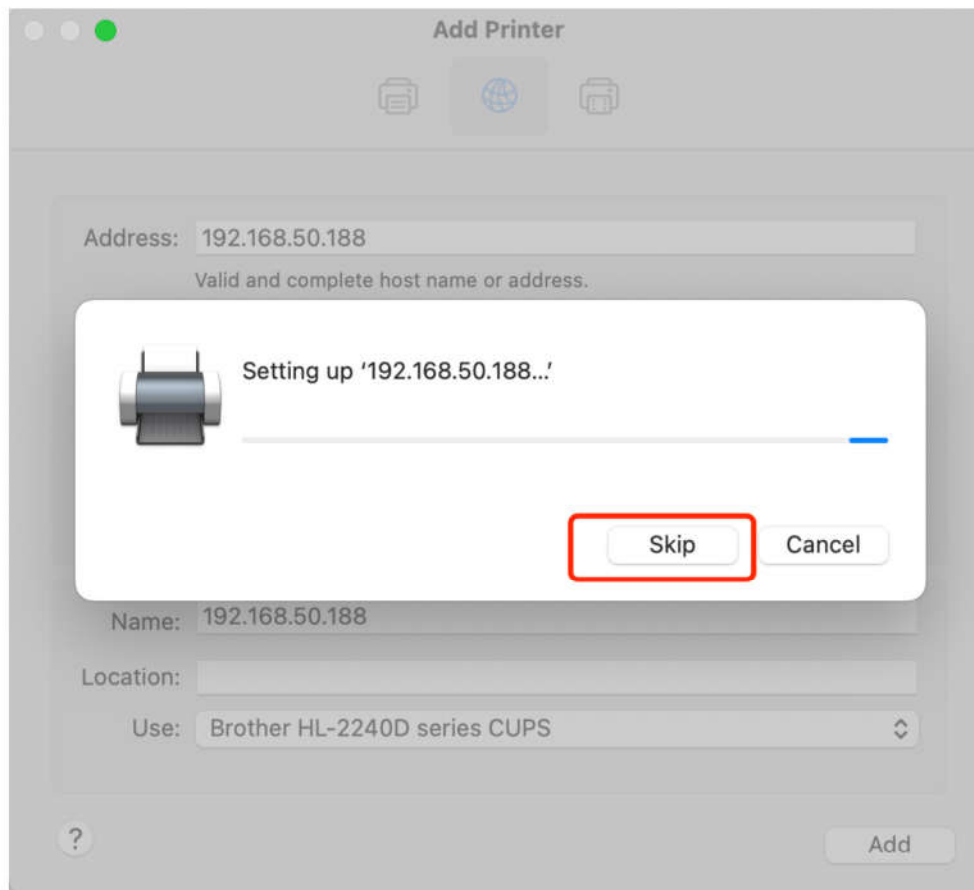 Add Printer
Address: 192.168.50.188
Valid and complete host name or address.
Setting up ‘192.168.50.188...’
Skip Cancel
Name: 192.168.50.188
Location:
Use: Brother HL-2240D series CUPS
? Add